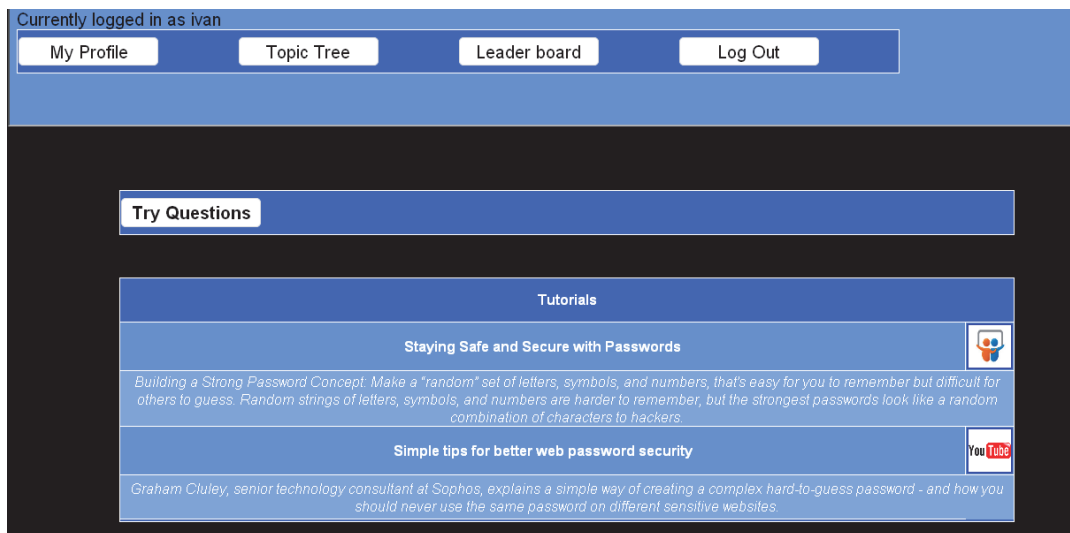 Currently logged in as ivan
My Profile Topic Tree Leader board Log Out
Try Questions
Tutorials
Staying Safe and Secure with Passwords
Building a Strong Password Concept: Make a "random" set of letters, symbols, and numbers, that's easy for you to remember but difficult for
others to guess. Random strings of letters, symbols, and numbers are harder to remember, but the strongest passwords look like a random
combination of characters to hackers.
Simple tips for better web password security
You Tube
Graham Cluley, senior technology consultant at Sophos, explains a simple way of creating a complex hard-to-guess password - and how you
should never use the same password on different sensitive websites.